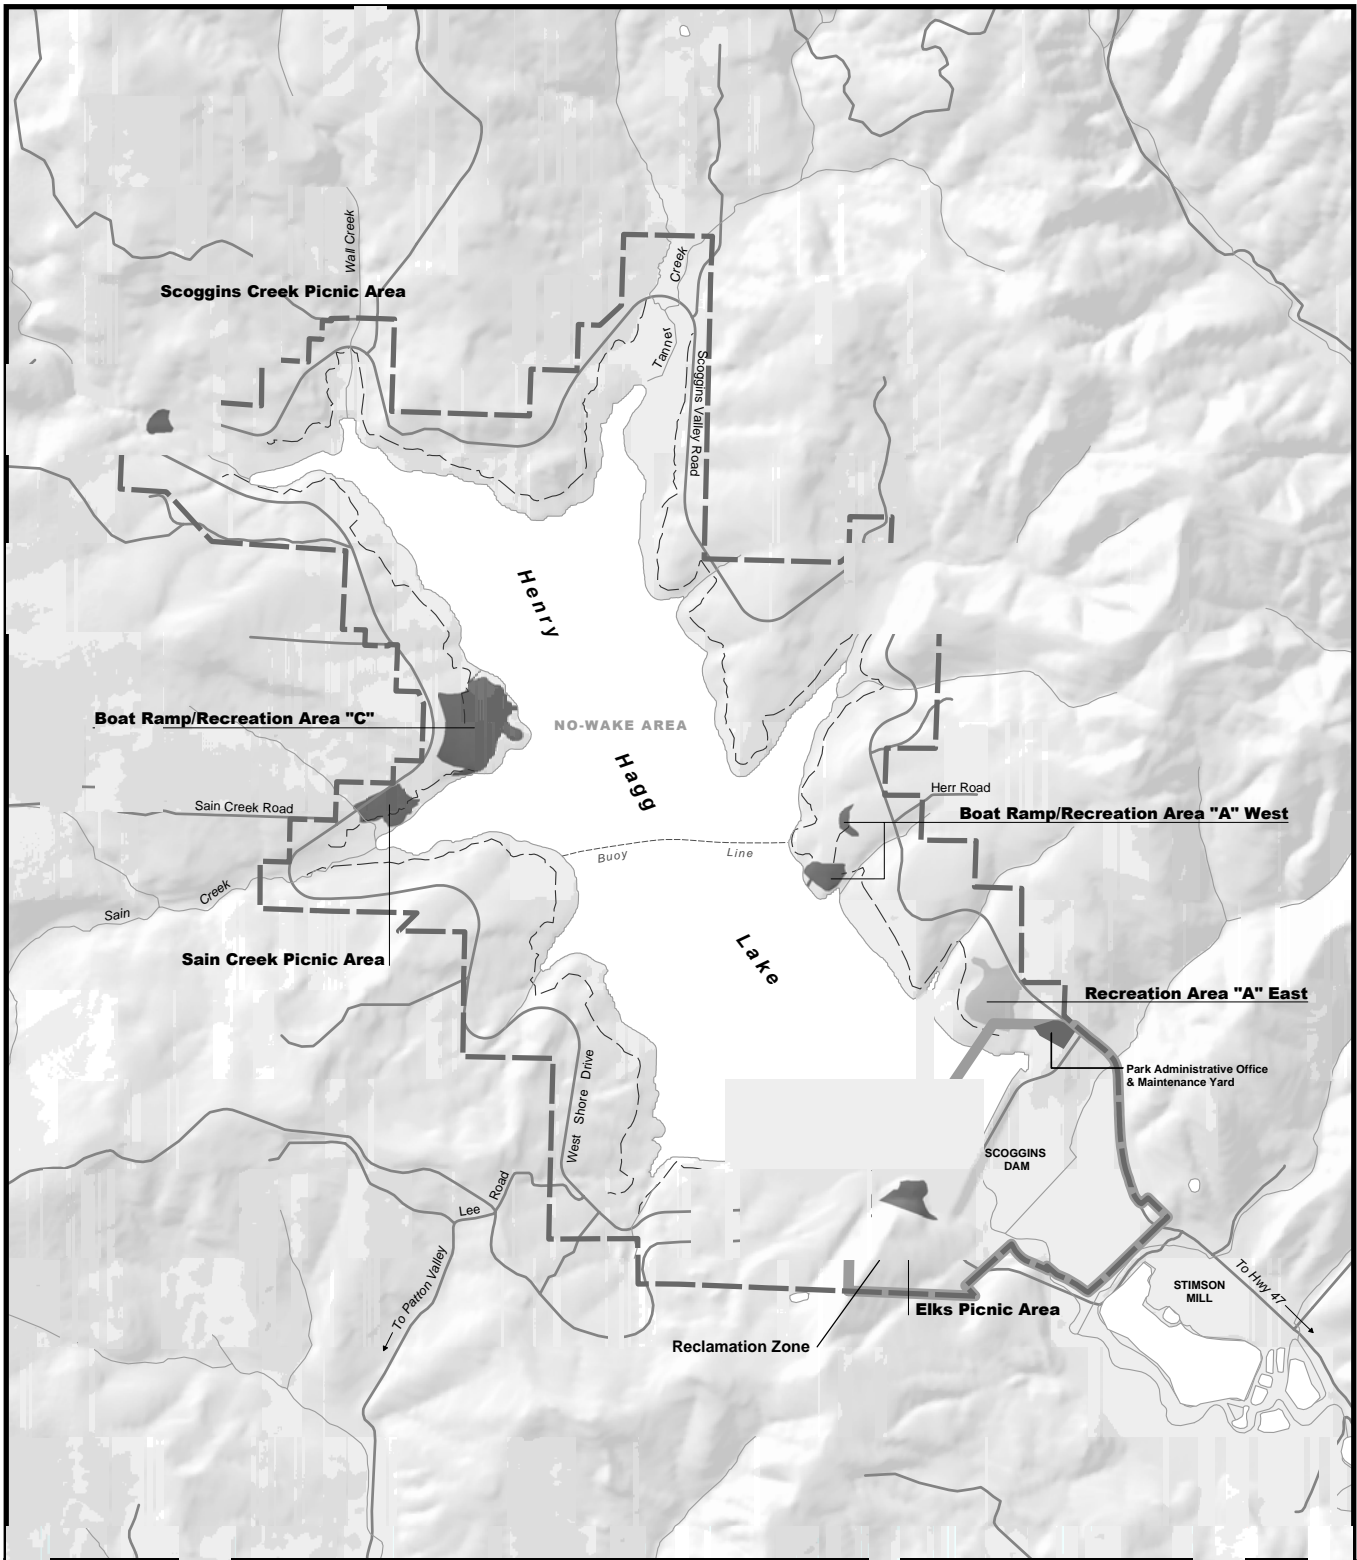 Wall Creek
Creek
Scoggins Creek Picnic Area
Tanner
Scoggins Valley Road
Henry
Boat Ramp/Recreation Area "C"
NO-WAKE AREA
Hagg
Herr Road
Sain Creek Road
Boat Ramp/Recreation Area "A" West
Buoy Line
Sain Creek
Lake
Sain Creek Picnic Area
Recreation Area "A" East
Park Administrative Office
& Maintenance Yard
West Shore Drive
SCOGGINS
DAM
Lee Road
To Patton Valley
To Hwy 47
STIMSON
MILL
Elks Picnic Area
Reclamation Zone